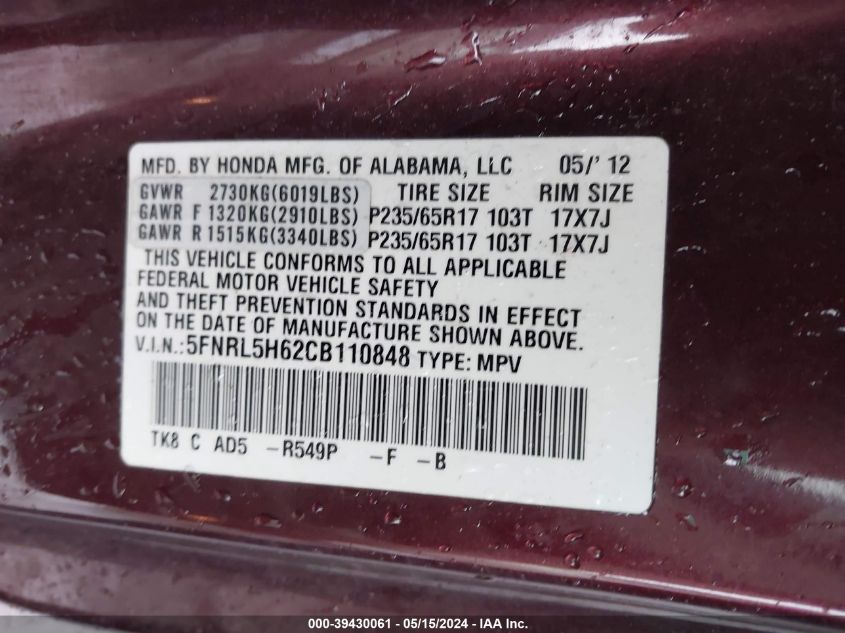 MFD. BY HONDA MFG. OF ALABAMA, LLC 05/'12
GVWR 2730KG(6019LBS) TIRE SIZE RIM SIZE
GAWR F 1320KG(2910LBS) P235/65R17 103T 17X7J
GAWR R 1515KG(3340LBS) P235/65R17 103T 17X7J
THIS VEHICLE CONFORMS TO ALL APPLICABLE
FEDERAL MOTOR VEHICLE SAFETY
AND THEFT PREVENTION STANDARDS IN EFFECT
ON THE DATE OF MANUFACTURE SHOWN ABOVE.
V.I.N.:5FNRL5H62CB110848 TYPE: MPV
TK8 C AD5 -R549P -F -B
000-39430061 - 05/15/2024 - IAA Inc.